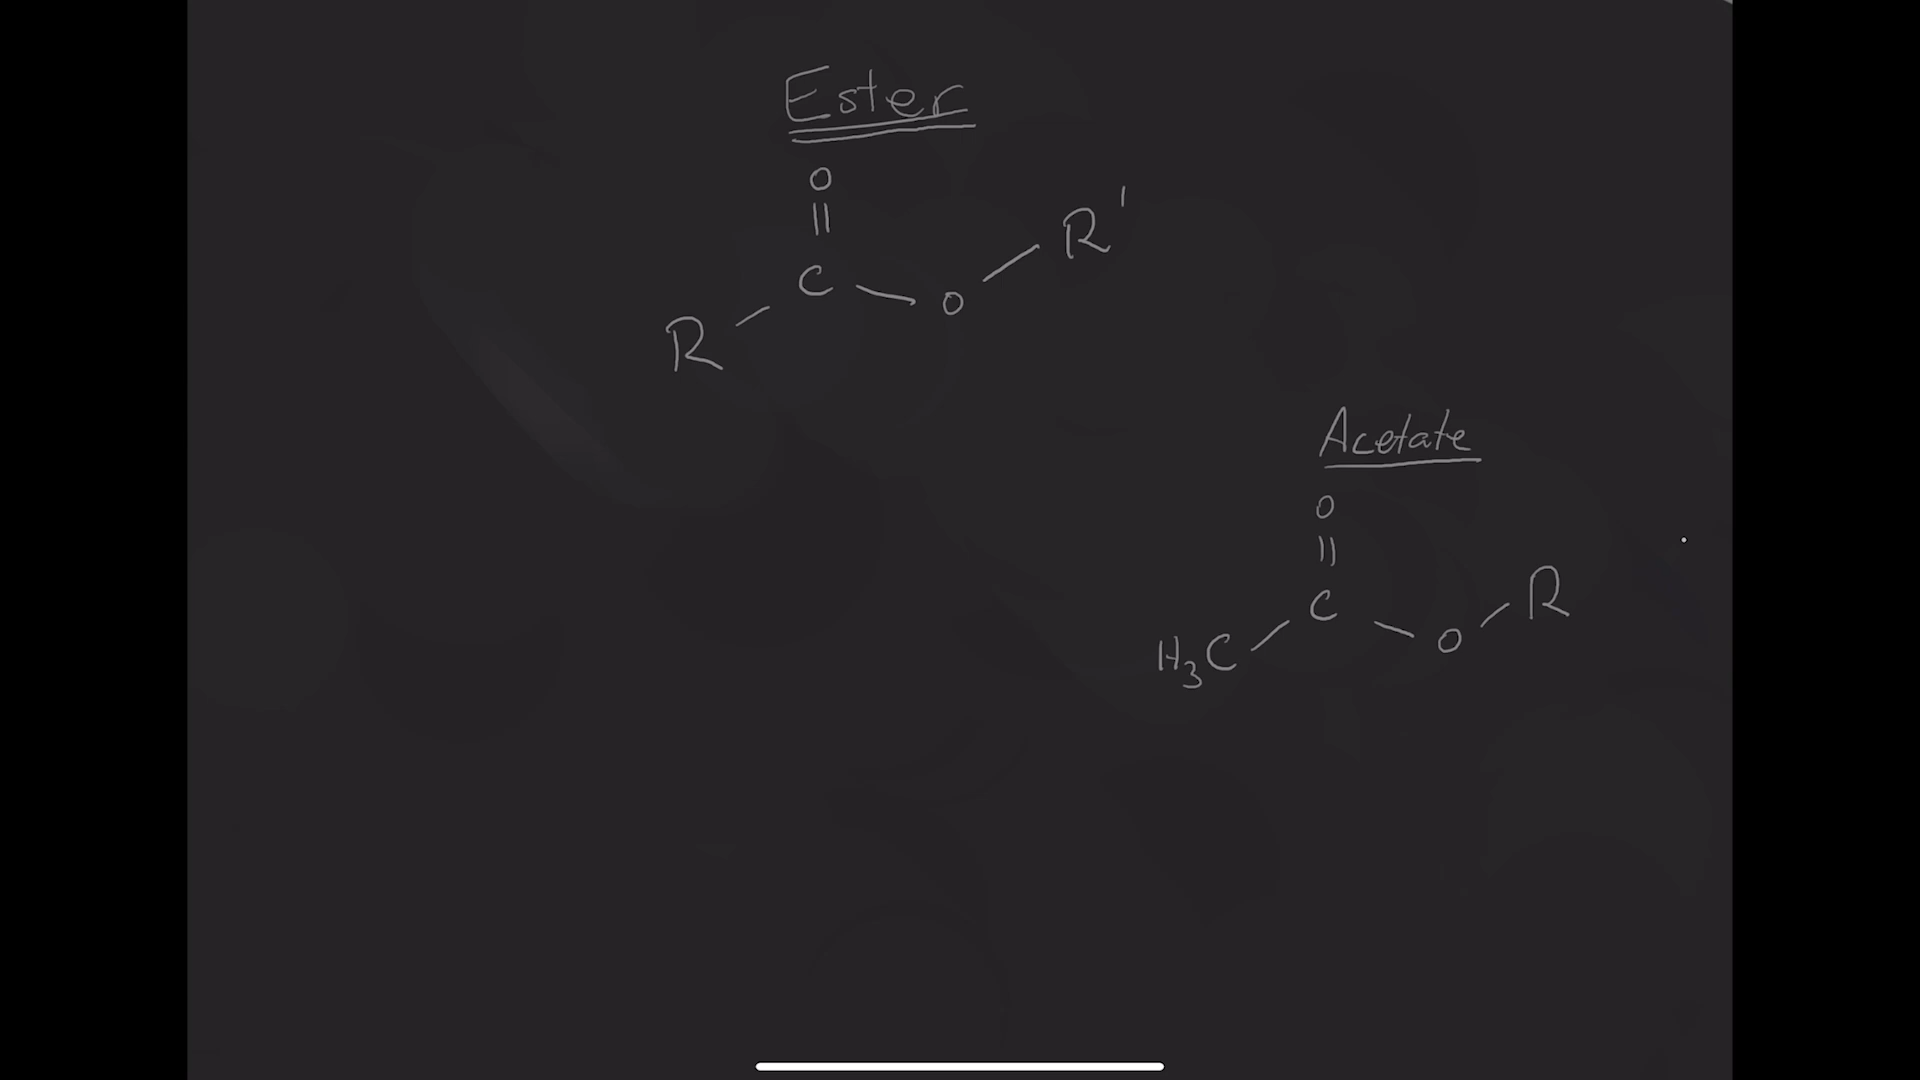 Ester
O
||
R - C - O - R'
Acetate
O
||
H₃C - C - O - R